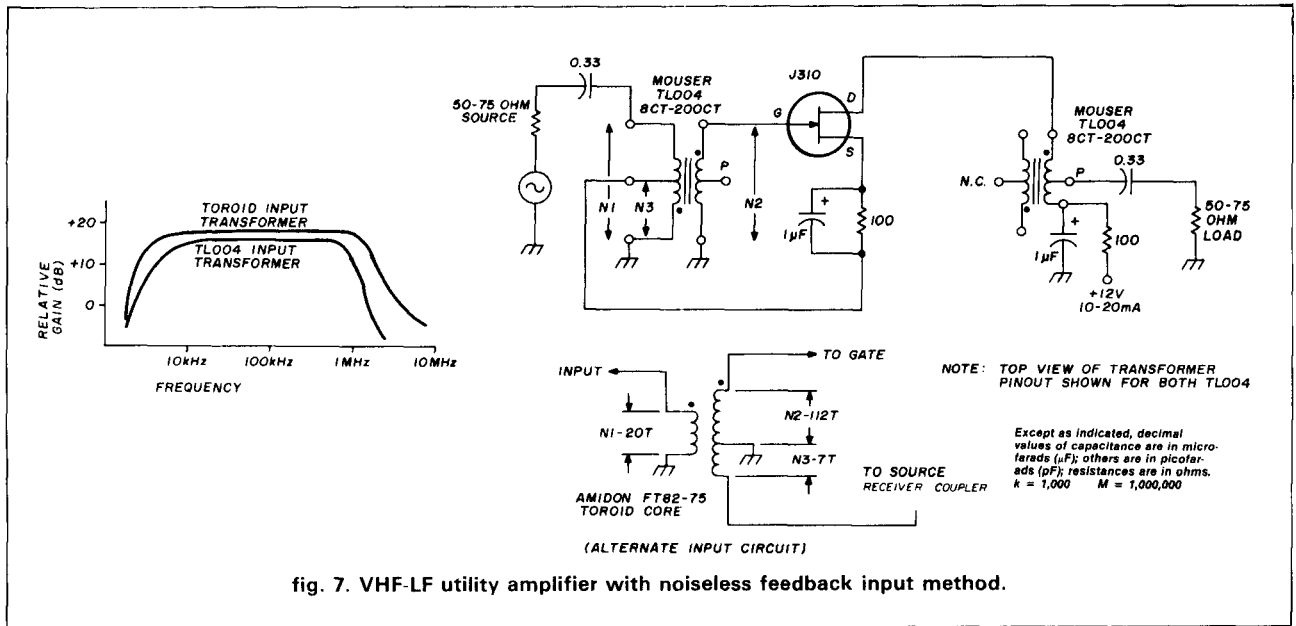 0.33
50-75 OHM
SOURCE
MOUSER
TL004
8CT-200CT
N1
N3
P
N2
J310
G
D
S
+
1µF
100
MOUSER
TL004
8CT-200CT
N.C.
P
0.33
+
1µF
100
+12V
10-20mA
50-75
OHM
LOAD
RELATIVE
GAIN (dB)
+20
+10
0
TOROID INPUT
TRANSFORMER
TL004 INPUT
TRANSFORMER
10kHz 100kHz 1MHz 10MHz
FREQUENCY
INPUT
TO GATE
N1-20T
N2-112T
N3-7T
TO SOURCE
RECEIVER COUPLER
AMIDON FT82-75
TOROID CORE
(ALTERNATE INPUT CIRCUIT)
NOTE: TOP VIEW OF TRANSFORMER
PINOUT SHOWN FOR BOTH TL004
Except as indicated, decimal
values of capacitance are in micro-
farads (µF); others are in picofar-
ads (pF); resistances are in ohms.
k = 1,000 M = 1,000,000
fig. 7. VHF-LF utility amplifier with noiseless feedback input method.